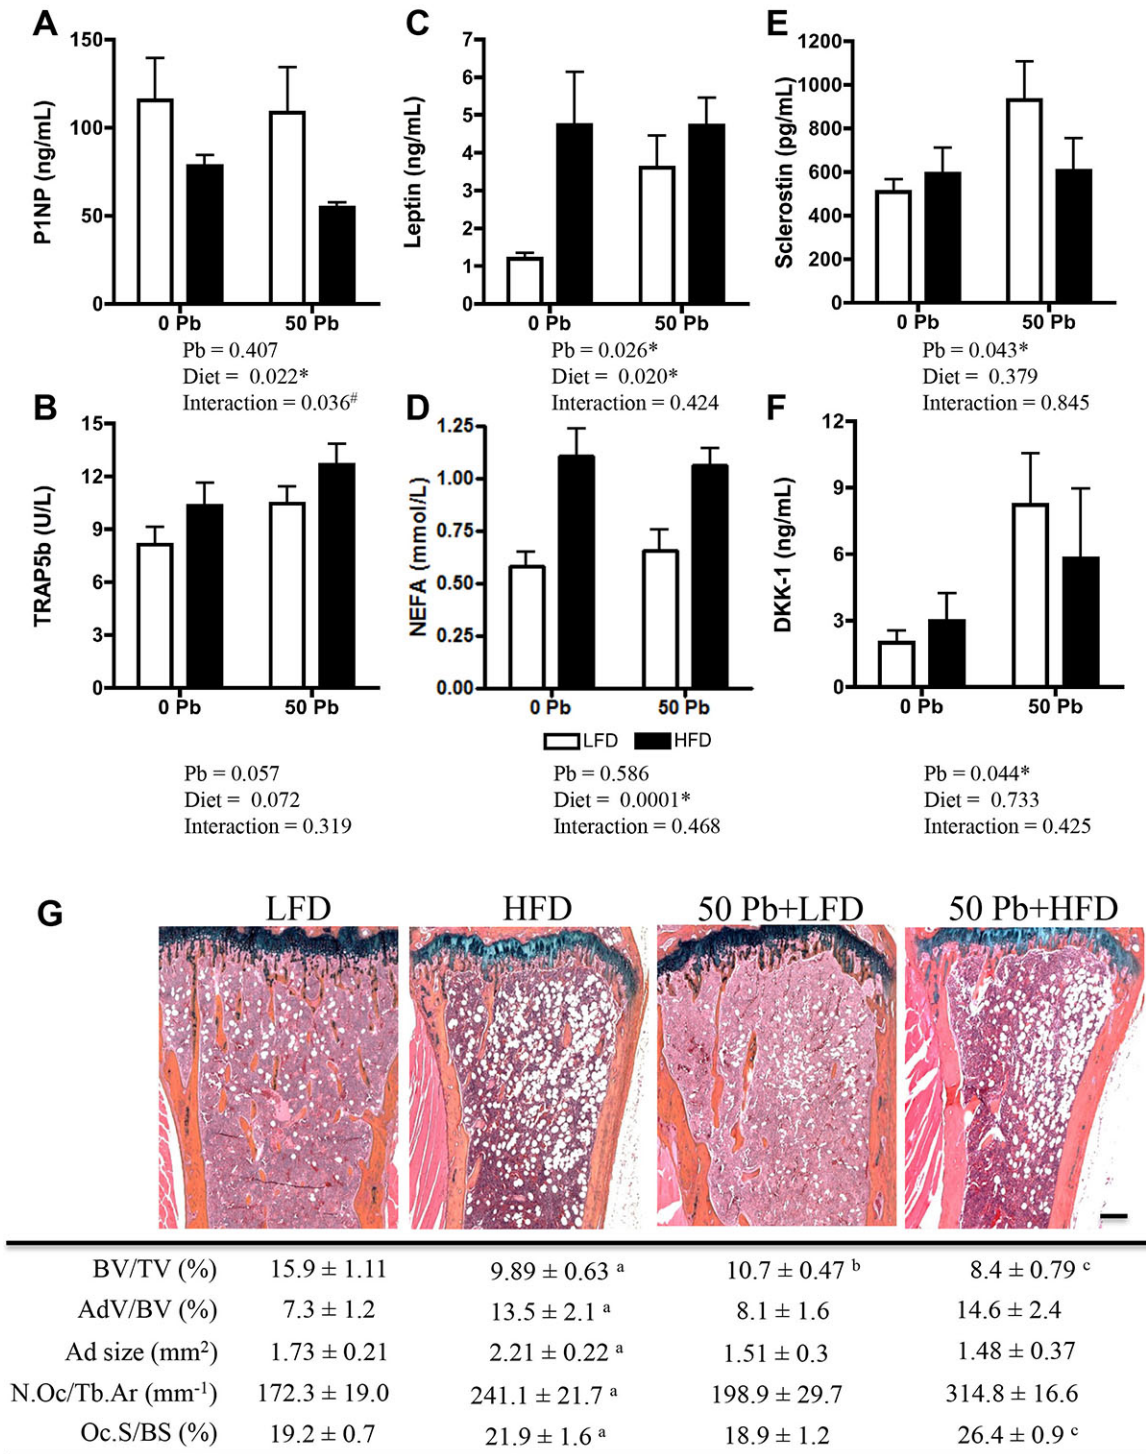 A
P1NP (ng/mL)
150
100
50
0
0 Pb
50 Pb
Pb = 0.407
Diet = 0.022*
Interaction = 0.036#
C
Leptin (ng/mL)
7
6
5
4
3
2
1
0
0 Pb
50 Pb
Pb = 0.026*
Diet = 0.020*
Interaction = 0.424
E
Sclerostin (pg/mL)
1200
1000
800
600
400
200
0
0 Pb
50 Pb
Pb = 0.043*
Diet = 0.379
Interaction = 0.845
B
TRAP5b (U/L)
15
12
9
6
3
0
0 Pb
50 Pb
Pb = 0.057
Diet = 0.072
Interaction = 0.319
D
NEFA (mmol/L)
1.25
1.00
0.75
0.50
0.25
0.00
0 Pb
50 Pb
LFD HFD
Pb = 0.586
Diet = 0.0001*
Interaction = 0.468
F
DKK-1 (ng/mL)
12
9
6
3
0
0 Pb
50 Pb
Pb = 0.044*
Diet = 0.733
Interaction = 0.425
G
LFD HFD 50 Pb+LFD 50 Pb+HFD
BV/TV (%) 15.9 ± 1.11 9.89 ± 0.63 a 10.7 ± 0.47 b 8.4 ± 0.79 c
AdV/BV (%) 7.3 ± 1.2 13.5 ± 2.1 a 8.1 ± 1.6 14.6 ± 2.4
Ad size (mm²) 1.73 ± 0.21 2.21 ± 0.22 a 1.51 ± 0.3 1.48 ± 0.37
N.Oc/Tb.Ar (mm⁻¹) 172.3 ± 19.0 241.1 ± 21.7 a 198.9 ± 29.7 314.8 ± 16.6
Oc.S/BS (%) 19.2 ± 0.7 21.9 ± 1.6 a 18.9 ± 1.2 26.4 ± 0.9 c